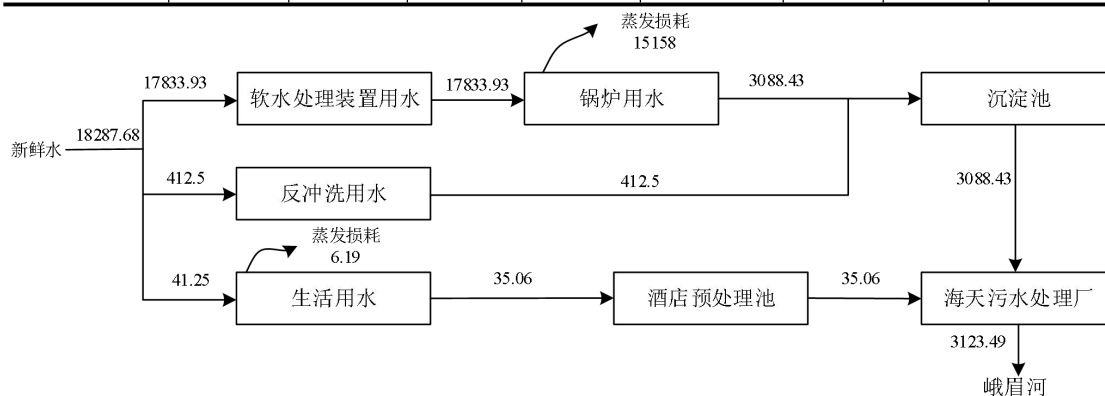 蒸发损耗
15158
17833.93
软水处理装置用水
17833.93
锅炉用水
3088.43
沉淀池
新鲜水
18287.68
412.5
反冲洗用水
412.5
3088.43
蒸发损耗
6.19
41.25
生活用水
35.06
酒店预处理池
35.06
海天污水处理厂
3123.49
峨眉河